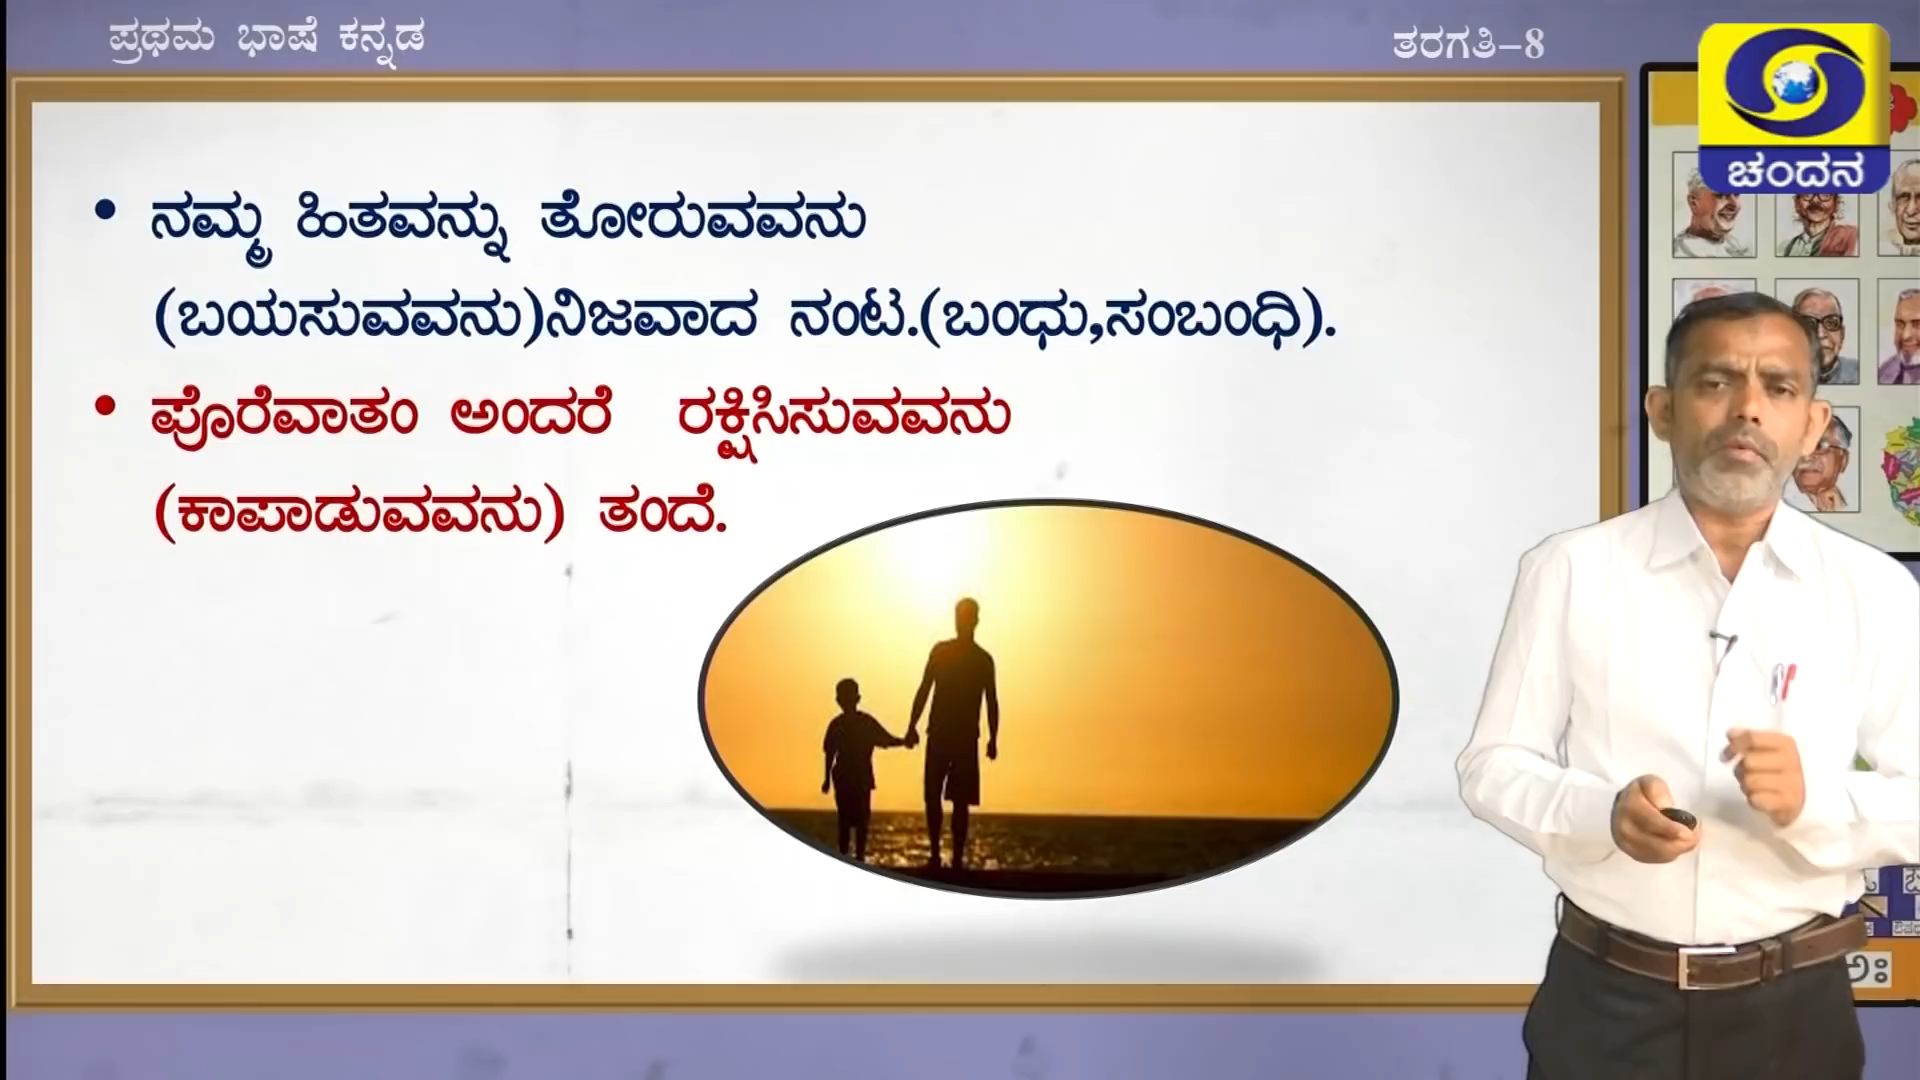 ಪ್ರಥಮ ಭಾಷೆ ಕನ್ನಡ
ತರಗತಿ-8
ಚಂದನ
• ನಮ್ಮ ಹಿತವನ್ನು ತೋರುವವನು
(ಬಯಸುವವನು)ನಿಜವಾದ ನಂಟ.(ಬಂಧು,ಸಂಬಂಧಿ).
• ಪೊರೆವಾತಂ ಅಂದರೆ ರಕ್ಷಿಸಿಸುವವನು
(ಕಾಪಾಡುವವನು) ತಂದೆ.